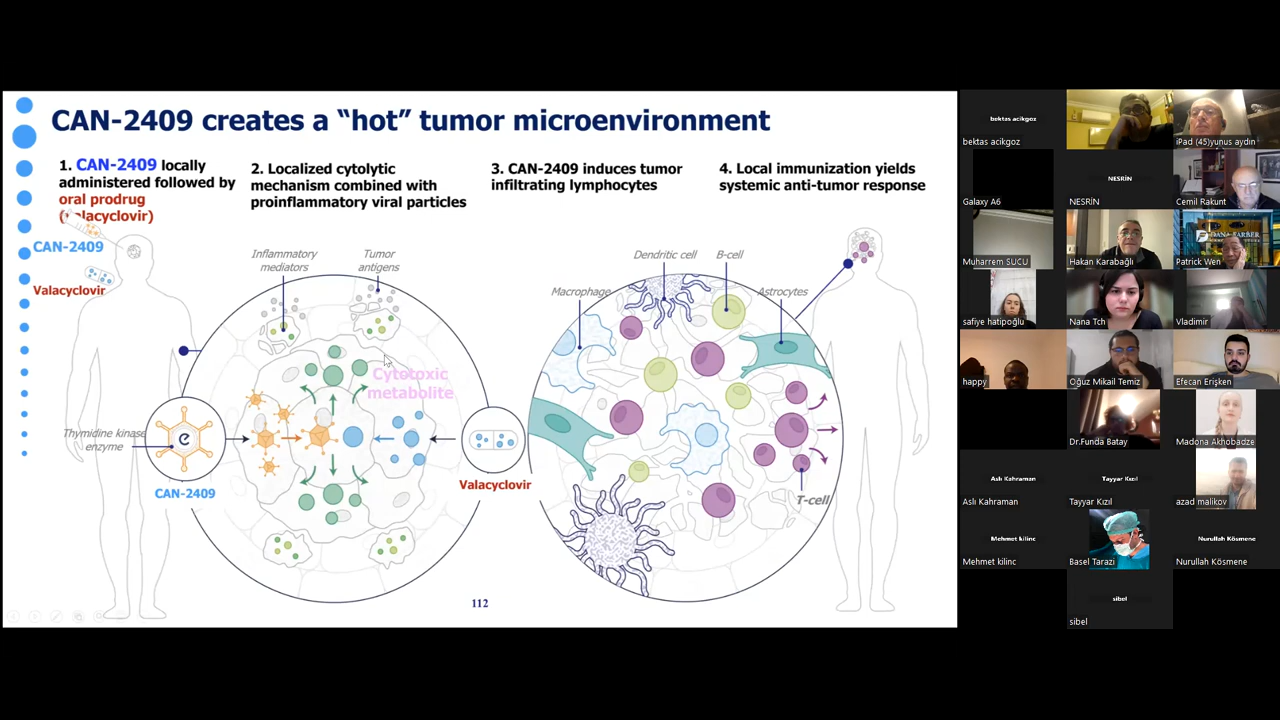 CAN-2409 creates a “hot” tumor microenvironment
1. CAN-2409 locally
administered followed by
oral prodrug
(Valacyclovir)
2. Localized cytolytic
mechanism combined with
proinflammatory viral particles
3. CAN-2409 induces tumor
infiltrating lymphocytes
4. Local immunization yields
systemic anti-tumor response
CAN-2409
Valacyclovir
Inflammatory
mediators
Tumor
antigens
Cytotoxic
metabolite
Thymidine kinase
enzyme
e
CAN-2409
Valacyclovir
Macrophage
Dendritic cell
B-cell
Astrocytes
T-cell
112
bektas acikgoz
bektas acikgoz
iPad (45)yunus aydin
Galaxy A6
NESRİN
NESRİN
Cemil Rakunt
Muharrem SUCU
Hakan Karabağlı
DANA-FARBER
Patrick Wen
safiye hatipoğlu
Nana Tch
Vladimir
happy
Oğuz Mikail Temiz
Efecan Erişken
Dr.Funda Batay
Madona Akhobadze
Aslı Kahraman
Aslı Kahraman
Tayyar Kızıl
Tayyar Kızıl
azad malikov
Mehmet kilinc
Mehmet kilinc
Basel Tarazi
Nurullah Kösmene
Nurullah Kösmene
sibel
sibel